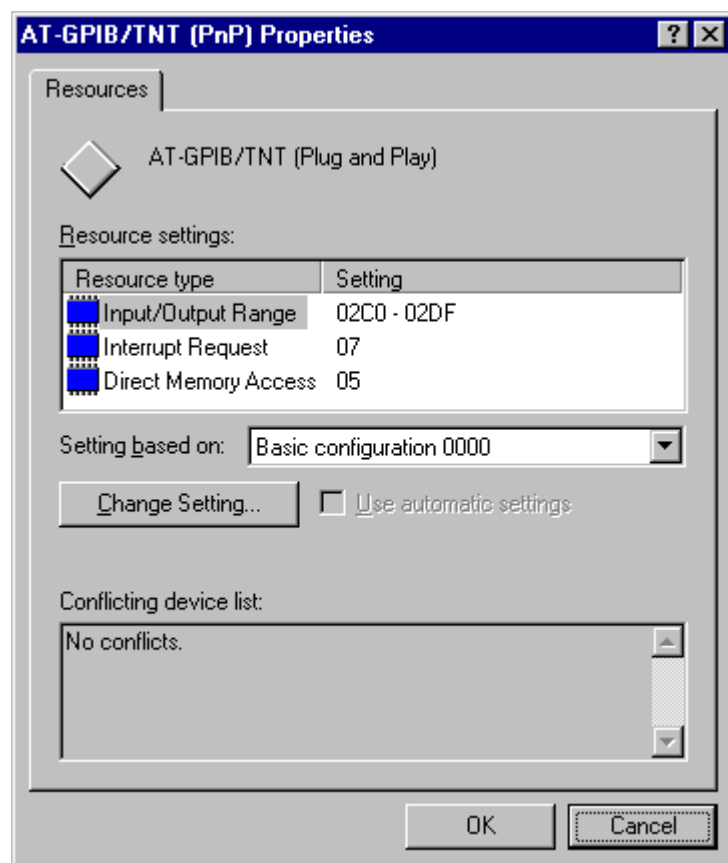 AT-GPIB/TNT (PnP) Properties
Resources
AT-GPIB/TNT (Plug and Play)
Resource settings:
Resource type Setting
Input/Output Range 02C0 - 02DF
Interrupt Request 07
Direct Memory Access 05
Setting based on: Basic configuration 0000
Change Setting... Use automatic settings
Conflicting device list:
No conflicts.
OK Cancel